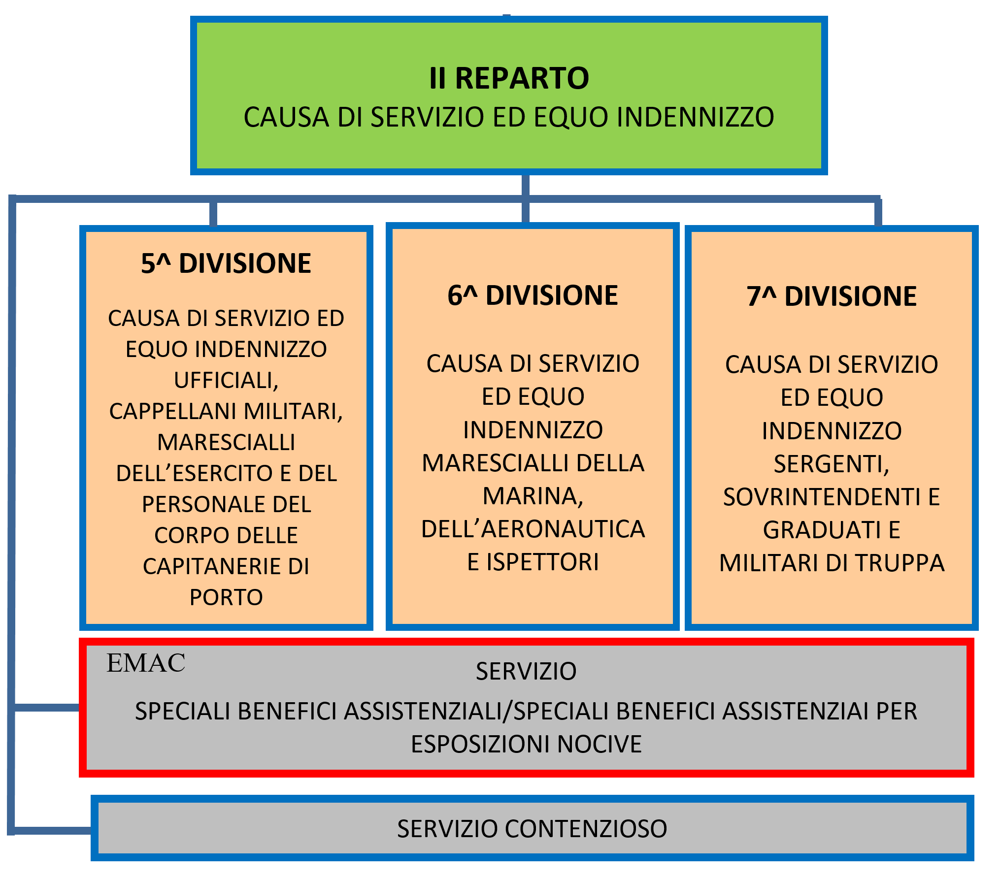 II REPARTO
CAUSA DI SERVIZIO ED EQUO INDENNIZZO
5^ DIVISIONE
CAUSA DI SERVIZIO ED
EQUO INDENNIZZO
UFFICIALI,
CAPPELLANI MILITARI,
MARESCIALLI
DELL’ESERCITO E DEL
PERSONALE DEL
CORPO DELLE
CAPITANERIE DI
PORTO
6^ DIVISIONE
CAUSA DI SERVIZIO
ED EQUO
INDENNIZZO
MARESCIALLI DELLA
MARINA,
DELL’AERONAUTICA
E ISPETTORI
7^ DIVISIONE
CAUSA DI SERVIZIO
ED EQUO
INDENNIZZO
SERGENTI,
SOVRINTENDENTI E
GRADUATI E
MILITARI DI TRUPPA
EMAC
SERVIZIO
SPECIALI BENEFICI ASSISTENZIALI/SPECIALI BENEFICI ASSISTENZIAI PER
ESPOSIZIONI NOCIVE
SERVIZIO CONTENZIOSO